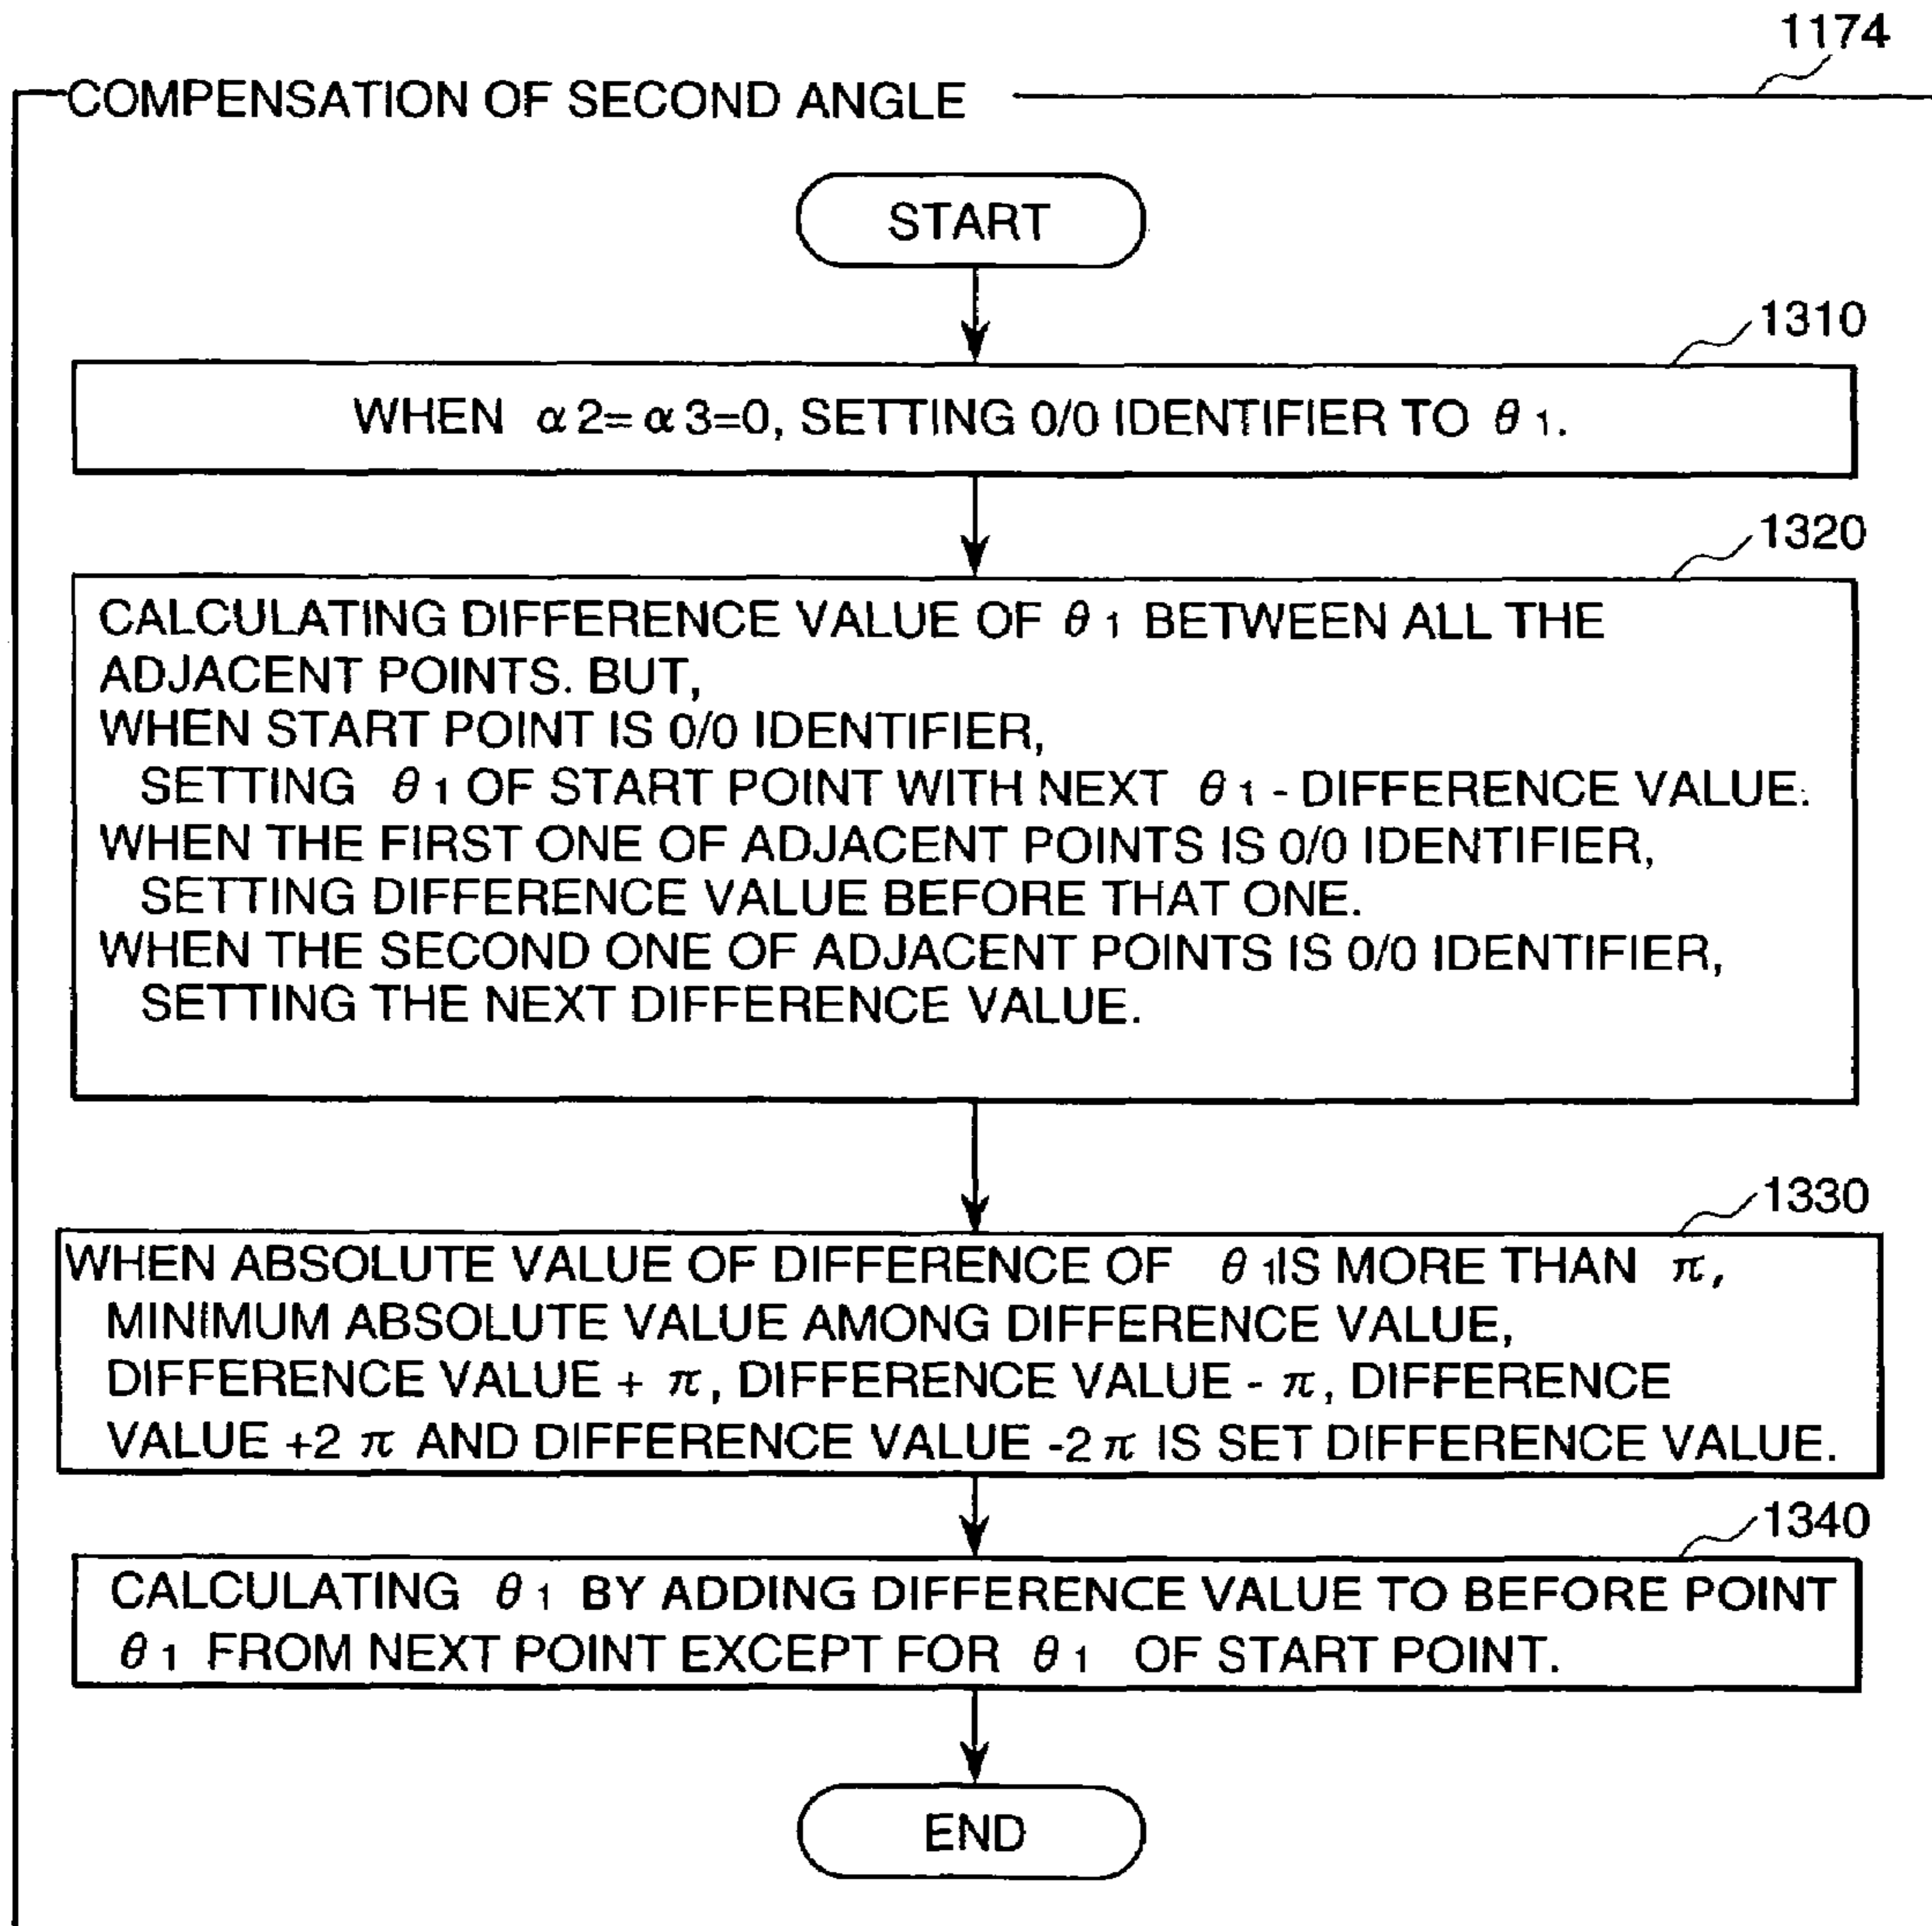 1174
COMPENSATION OF SECOND ANGLE
START
1310
WHEN α2=α3=0, SETTING 0/0 IDENTIFIER TO θ1.
1320
CALCULATING DIFFERENCE VALUE OF θ1 BETWEEN ALL THE
ADJACENT POINTS. BUT,
WHEN START POINT IS 0/0 IDENTIFIER,
SETTING θ1 OF START POINT WITH NEXT θ1 - DIFFERENCE VALUE.
WHEN THE FIRST ONE OF ADJACENT POINTS IS 0/0 IDENTIFIER,
SETTING DIFFERENCE VALUE BEFORE THAT ONE.
WHEN THE SECOND ONE OF ADJACENT POINTS IS 0/0 IDENTIFIER,
SETTING THE NEXT DIFFERENCE VALUE.
1330
WHEN ABSOLUTE VALUE OF DIFFERENCE OF θ1IS MORE THAN π,
MINIMUM ABSOLUTE VALUE AMONG DIFFERENCE VALUE,
DIFFERENCE VALUE + π, DIFFERENCE VALUE - π, DIFFERENCE
VALUE +2π AND DIFFERENCE VALUE -2π IS SET DIFFERENCE VALUE.
1340
CALCULATING θ1 BY ADDING DIFFERENCE VALUE TO BEFORE POINT
θ1 FROM NEXT POINT EXCEPT FOR θ1 OF START POINT.
END